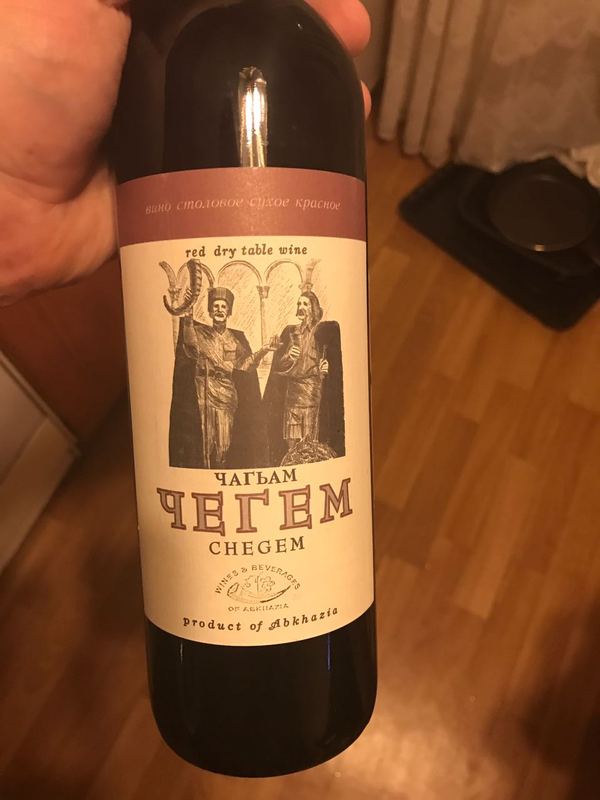 вино столовое сухое красное
red dry table wine
ЧАГЬАМ
ЧЕГЕМ
CHEGEM
WINES & BEVERAGES
OF ABKHAZIA
product of Abkhazia